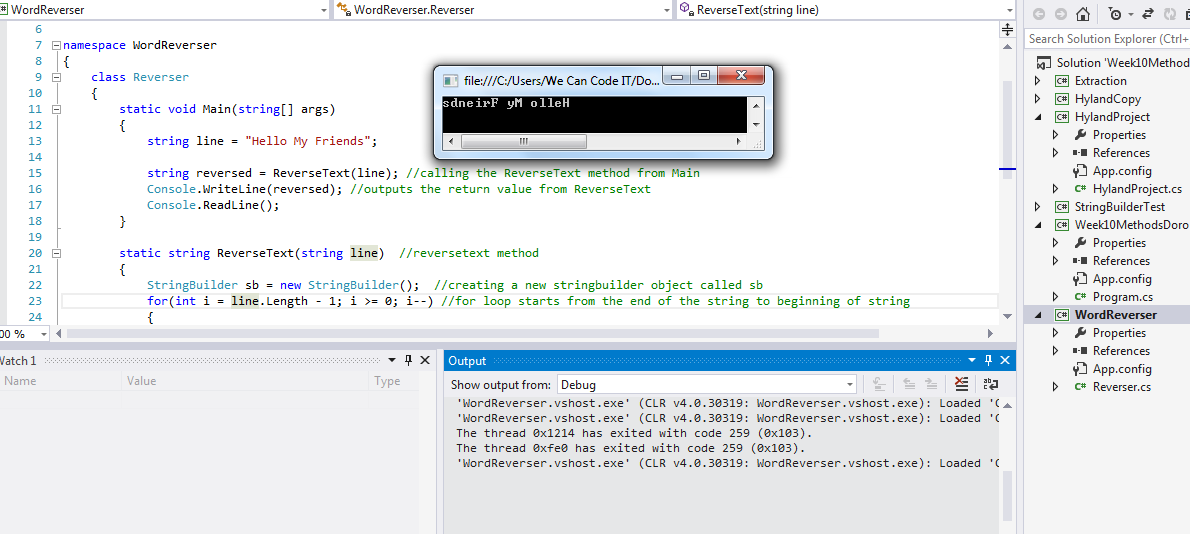 WordReverser
WordReverser.Reverser
ReverseText(string line)
6
7 namespace WordReverser
8 {
9 class Reverser
10 {
11 static void Main(string[] args)
12 {
13 string line = "Hello My Friends";
14
15 string reversed = ReverseText(line); //calling the ReverseText method from Main
16 Console.WriteLine(reversed); //outputs the return value from ReverseText
17 Console.ReadLine();
18 }
19
20 static string ReverseText(string line) //reversetext method
21 {
22 StringBuilder sb = new StringBuilder(); //creating a new stringbuilder object called sb
23 for(int i = line.Length - 1; i >= 0; i--) //for loop starts from the end of the string to beginning of string
24 {
00 %
file:///C:/Users/We Can Code IT/Do...
sdneirF yM olleH
Search Solution Explorer (Ctrl+
Solution 'Week10Method
C# Extraction
C# HylandCopy
C# HylandProject
Properties
References
App.config
C# HylandProject.cs
C# StringBuilderTest
C# Week10MethodsDoro
Properties
References
App.config
C# Program.cs
C# WordReverser
Properties
References
App.config
C# Reverser.cs
Watch 1
Name Value Type
Output
Show output from: Debug
'WordReverser.vshost.exe' (CLR v4.0.30319: WordReverser.vshost.exe): Loaded 'C
'WordReverser.vshost.exe' (CLR v4.0.30319: WordReverser.vshost.exe): Loaded 'C
The thread 0x1214 has exited with code 259 (0x103).
The thread 0xfe0 has exited with code 259 (0x103).
'WordReverser.vshost.exe' (CLR v4.0.30319: WordReverser.vshost.exe): Loaded 'C